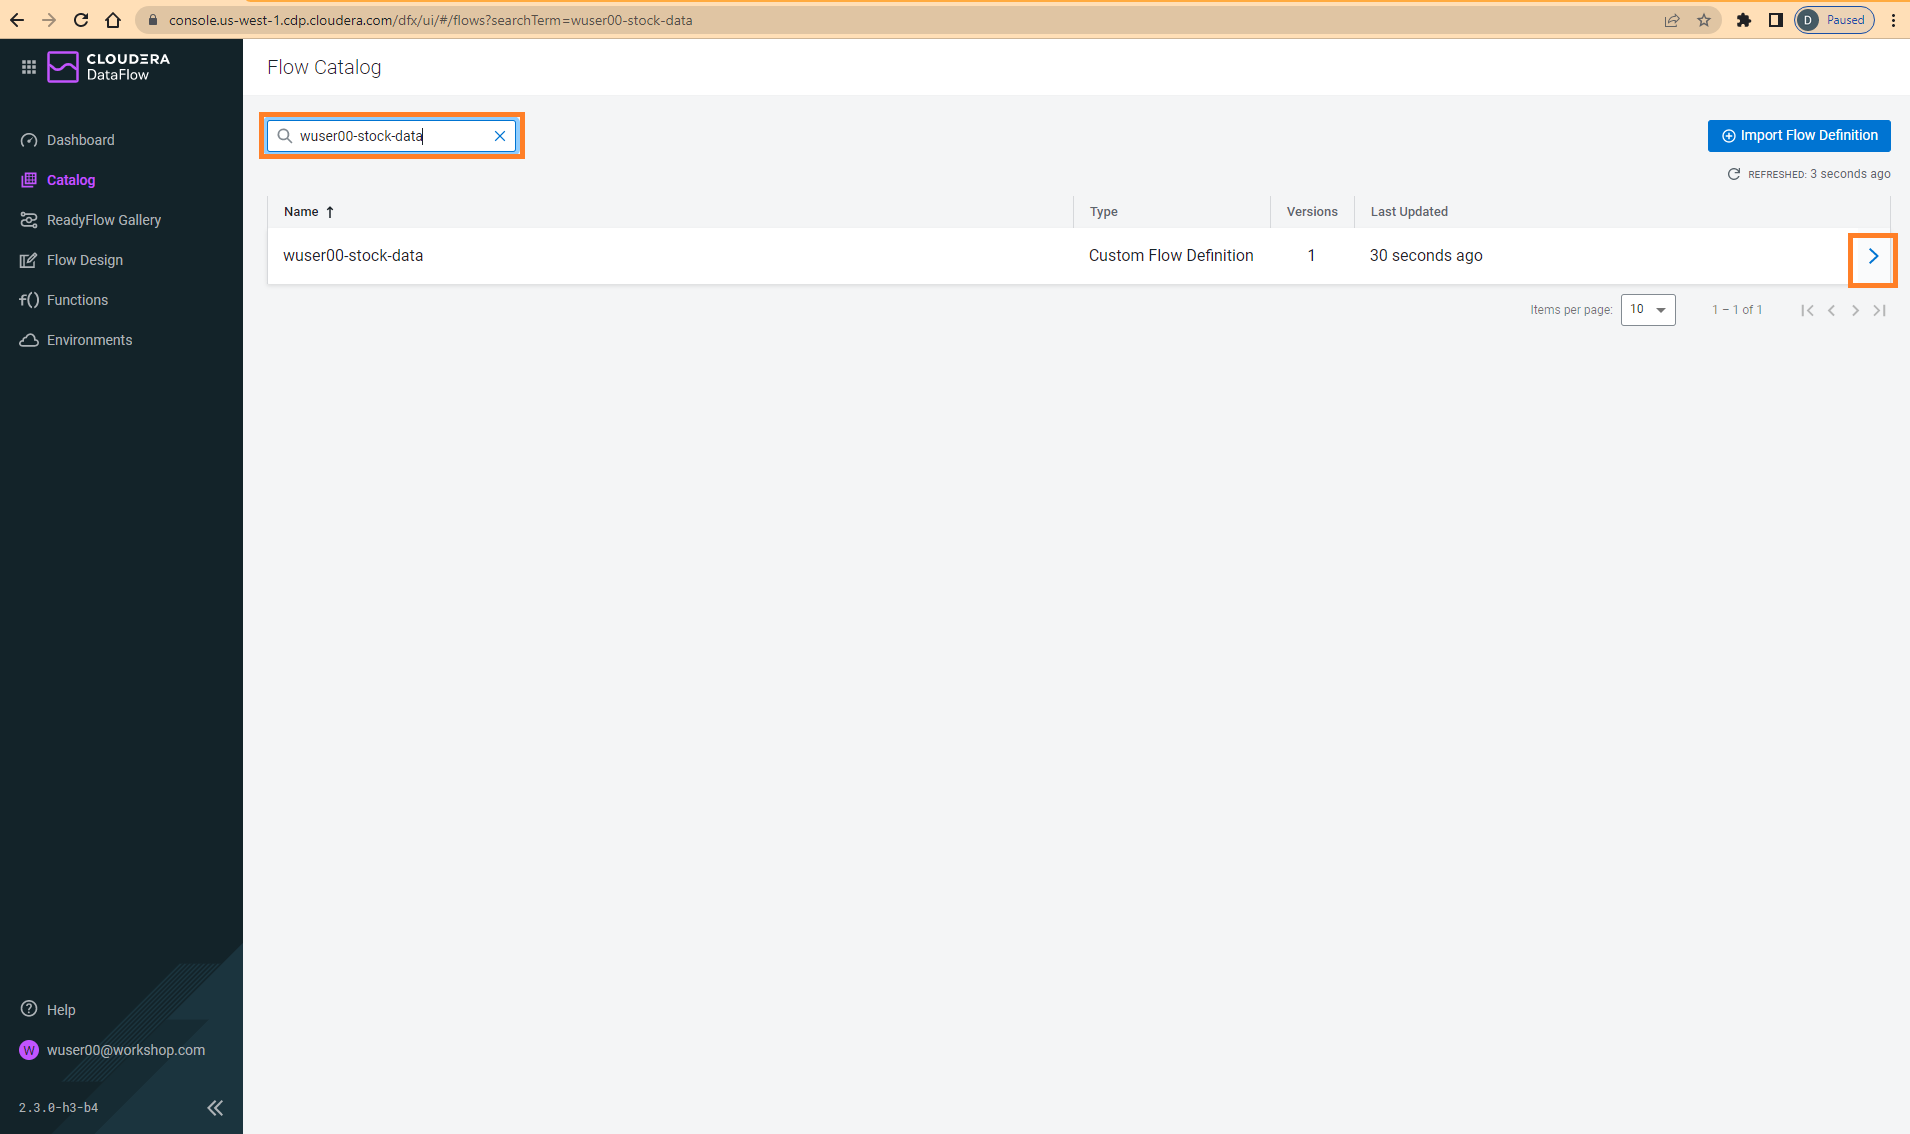 console.us-west-1.cdp.cloudera.com/dfx/ui/#/flows?searchTerm=wuser00-stock-data
D Paused
CLOUDERA
DataFlow
Flow Catalog
Dashboard
Catalog
ReadyFlow Gallery
Flow Design
f() Functions
Environments
wuser00-stock-data
Import Flow Definition
REFRESHED: 3 seconds ago
Name Type Versions Last Updated
wuser00-stock-data Custom Flow Definition 1 30 seconds ago
Items per page: 10 1 – 1 of 1
Help
W wuser00@workshop.com
2.3.0-h3-b4